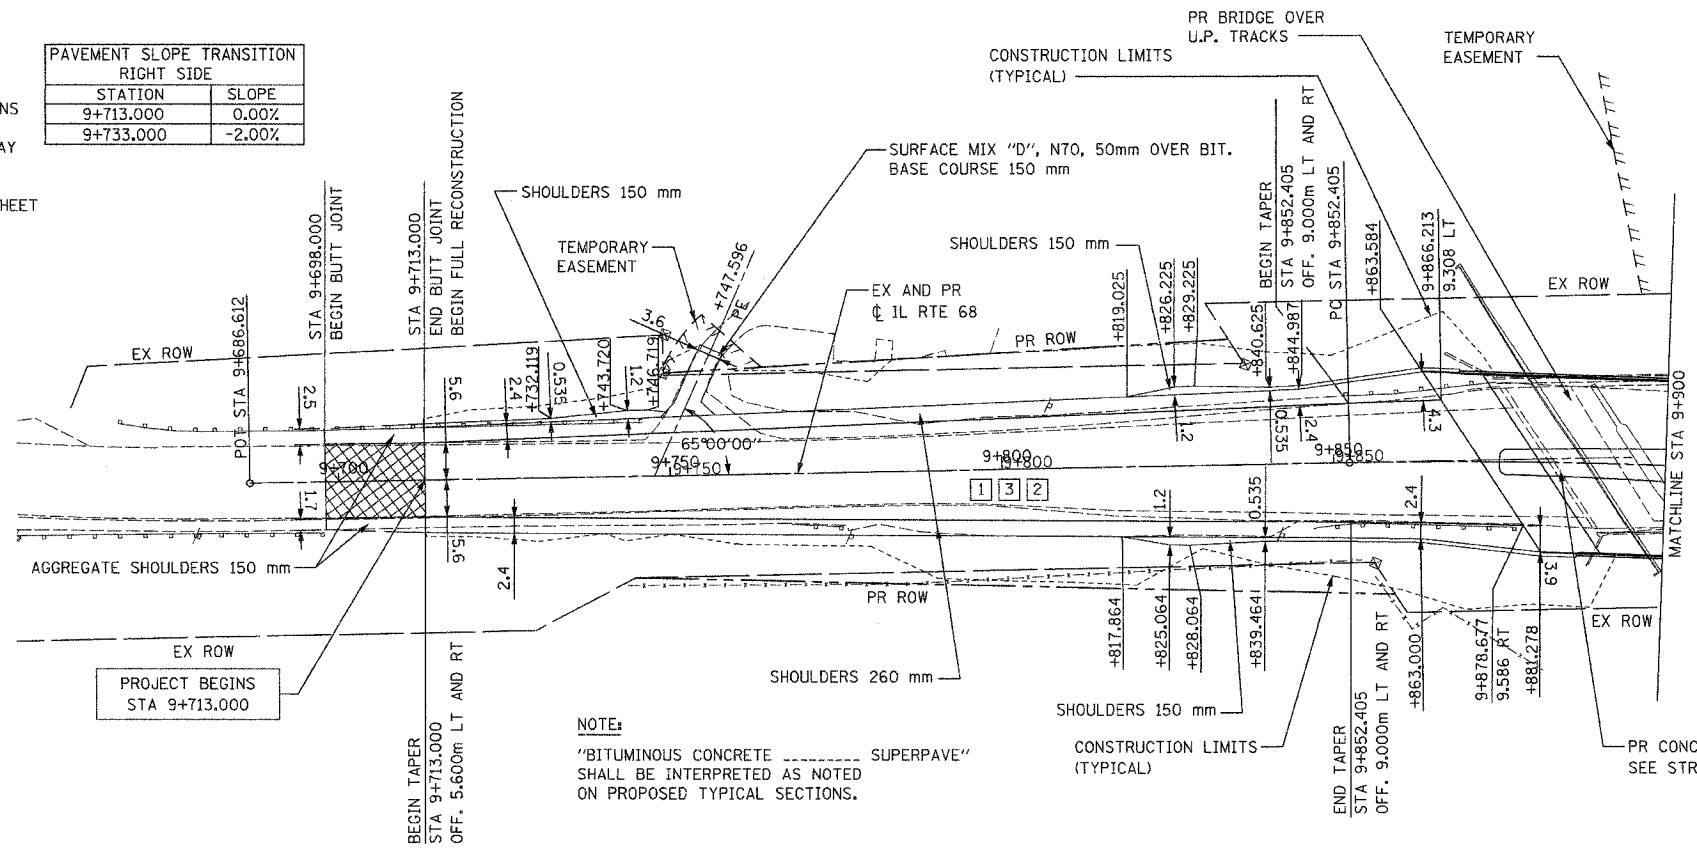 PAVEMENT SLOPE TRANSITION
RIGHT SIDE
STATION SLOPE
9+713.000 0.00%
9+733.000 -2.00%
NS
AY
HEET
POT STA 9+686.612
STA 9+698.000
BEGIN BUTT JOINT
STA 9+713.000
END BUTT JOINT
BEGIN FULL RECONSTRUCTION
SHOULDERS 150 mm
TEMPORARY
EASEMENT
SURFACE MIX "D", N70, 50mm OVER BIT.
BASE COURSE 150 mm
CONSTRUCTION LIMITS
(TYPICAL)
PR BRIDGE OVER
U.P. TRACKS
TEMPORARY
EASEMENT
SHOULDERS 150 mm
EX AND PR
℄ IL RTE 68
BEGIN TAPER
STA 9+852.405
OFF. 9.000m LT AND RT
PC STA 9+852.405
+863.584
9+866.213
9.308 LT
EX ROW
EX ROW
PR ROW
3.6
+747.596
PE
+732.119
0.535
+743.720
1.2
+746.719
2.5
2.4
5.6
65°00'00"
+819.025
+826.225
+829.225
+840.625
+844.987
1.2
0.535
2.4
4.3
9+700
9+750
9+750
9+800
9+800
9+850
9+850
1 3 2
MATCHLINE STA 9+900
1.7
5.6
2.4
1.2
0.535
2.4
3.9
AGGREGATE SHOULDERS 150 mm
EX ROW
PR ROW
EX ROW
PROJECT BEGINS
STA 9+713.000
BEGIN TAPER
STA 9+713.000
OFF. 5.600m LT AND RT
SHOULDERS 260 mm
+817.864
+825.064
+828.064
+839.464
SHOULDERS 150 mm
CONSTRUCTION LIMITS
(TYPICAL)
END TAPER
STA 9+852.405
OFF. 9.000m LT AND RT
+863.000
9+878.677
9.586 RT
+881.278
PR CONC
SEE STR
NOTE:
"BITUMINOUS CONCRETE _________ SUPERPAVE"
SHALL BE INTERPRETED AS NOTED
ON PROPOSED TYPICAL SECTIONS.